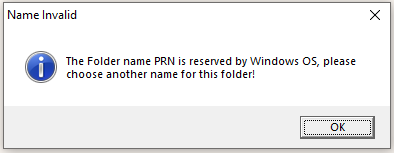 Name Invalid
The Folder name PRN is reserved by Windows OS, please
choose another name for this folder!
OK